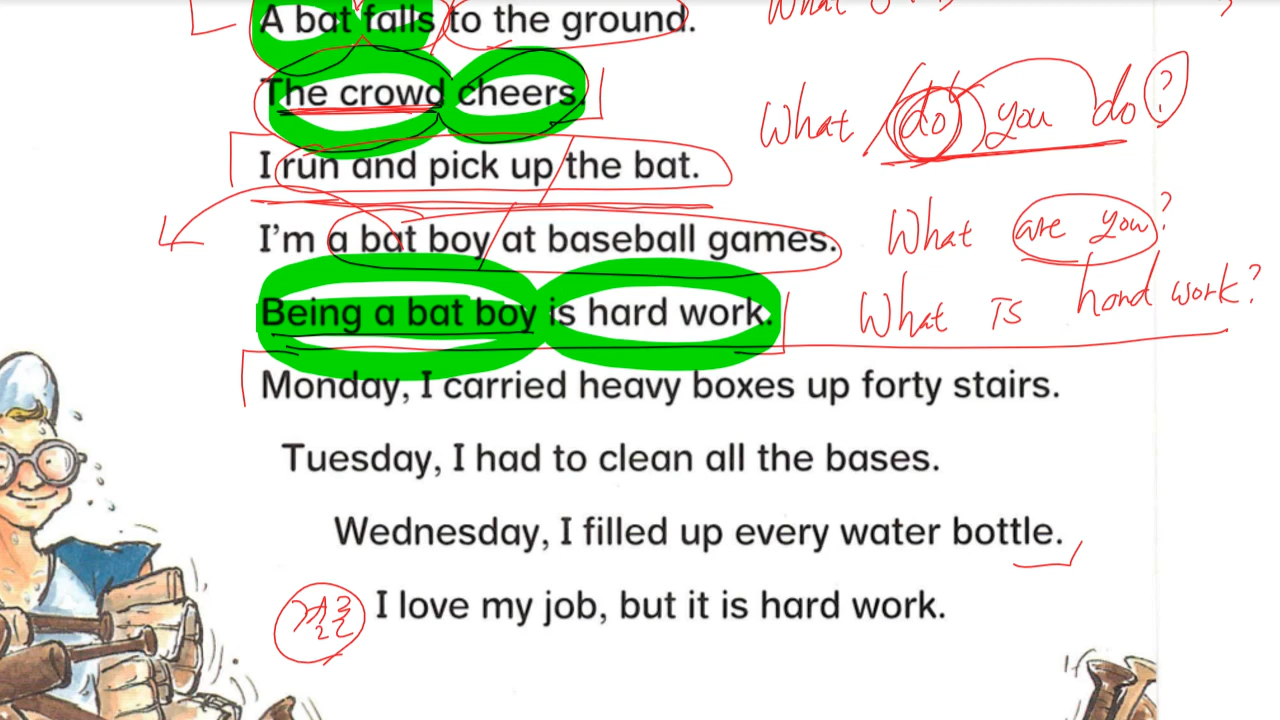 A bat falls to the ground.
The crowd cheers.
What do you do?
I run and pick up the bat.
I'm a bat boy at baseball games.
What are you?
Being a bat boy is hard work.
What is hard work?
Monday, I carried heavy boxes up forty stairs.
Tuesday, I had to clean all the bases.
Wednesday, I filled up every water bottle.
결론 I love my job, but it is hard work.